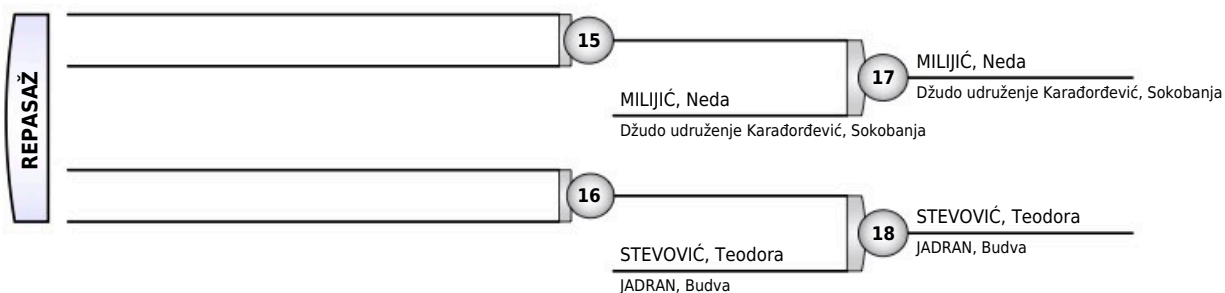 REPASAŽ
15
MILIJIĆ, Neda
Džudo udruženje Karađorđević, Sokobanja
17
MILIJIĆ, Neda
Džudo udruženje Karađorđević, Sokobanja
16
STEVOVIĆ, Teodora
JADRAN, Budva
18
STEVOVIĆ, Teodora
JADRAN, Budva